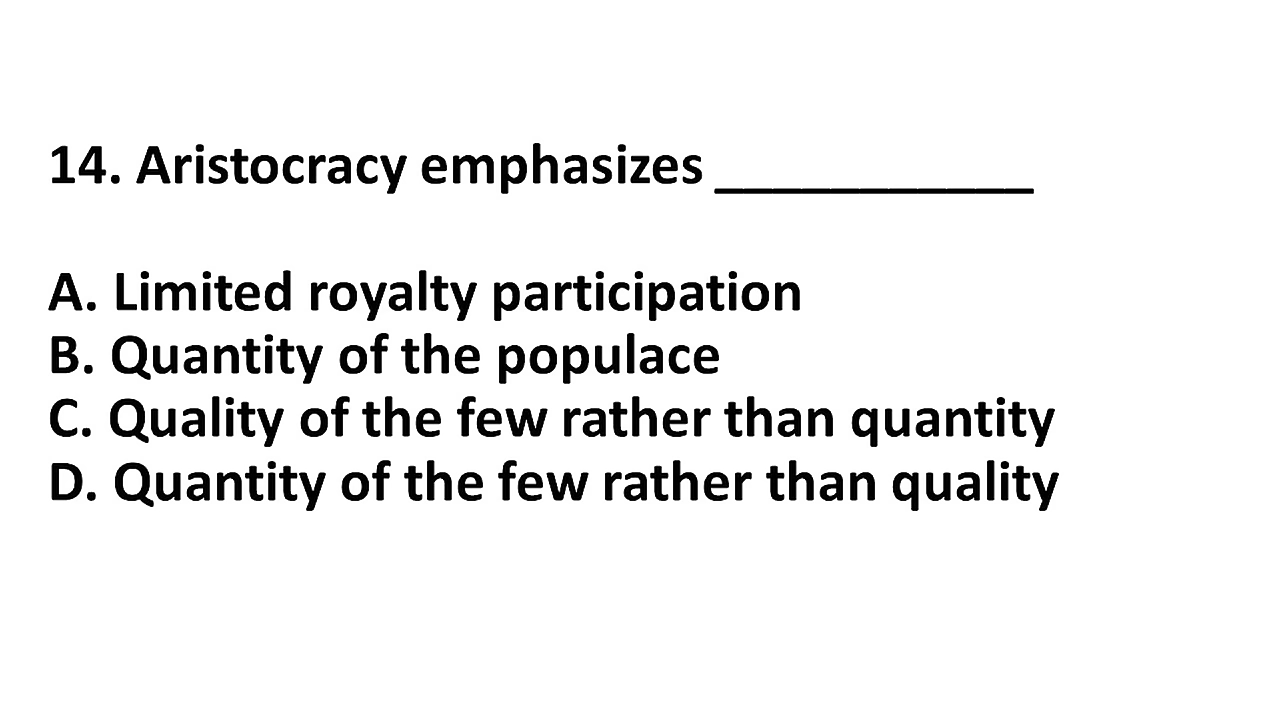 14. Aristocracy emphasizes ___________
A. Limited royalty participation
B. Quantity of the populace
C. Quality of the few rather than quantity
D. Quantity of the few rather than quality